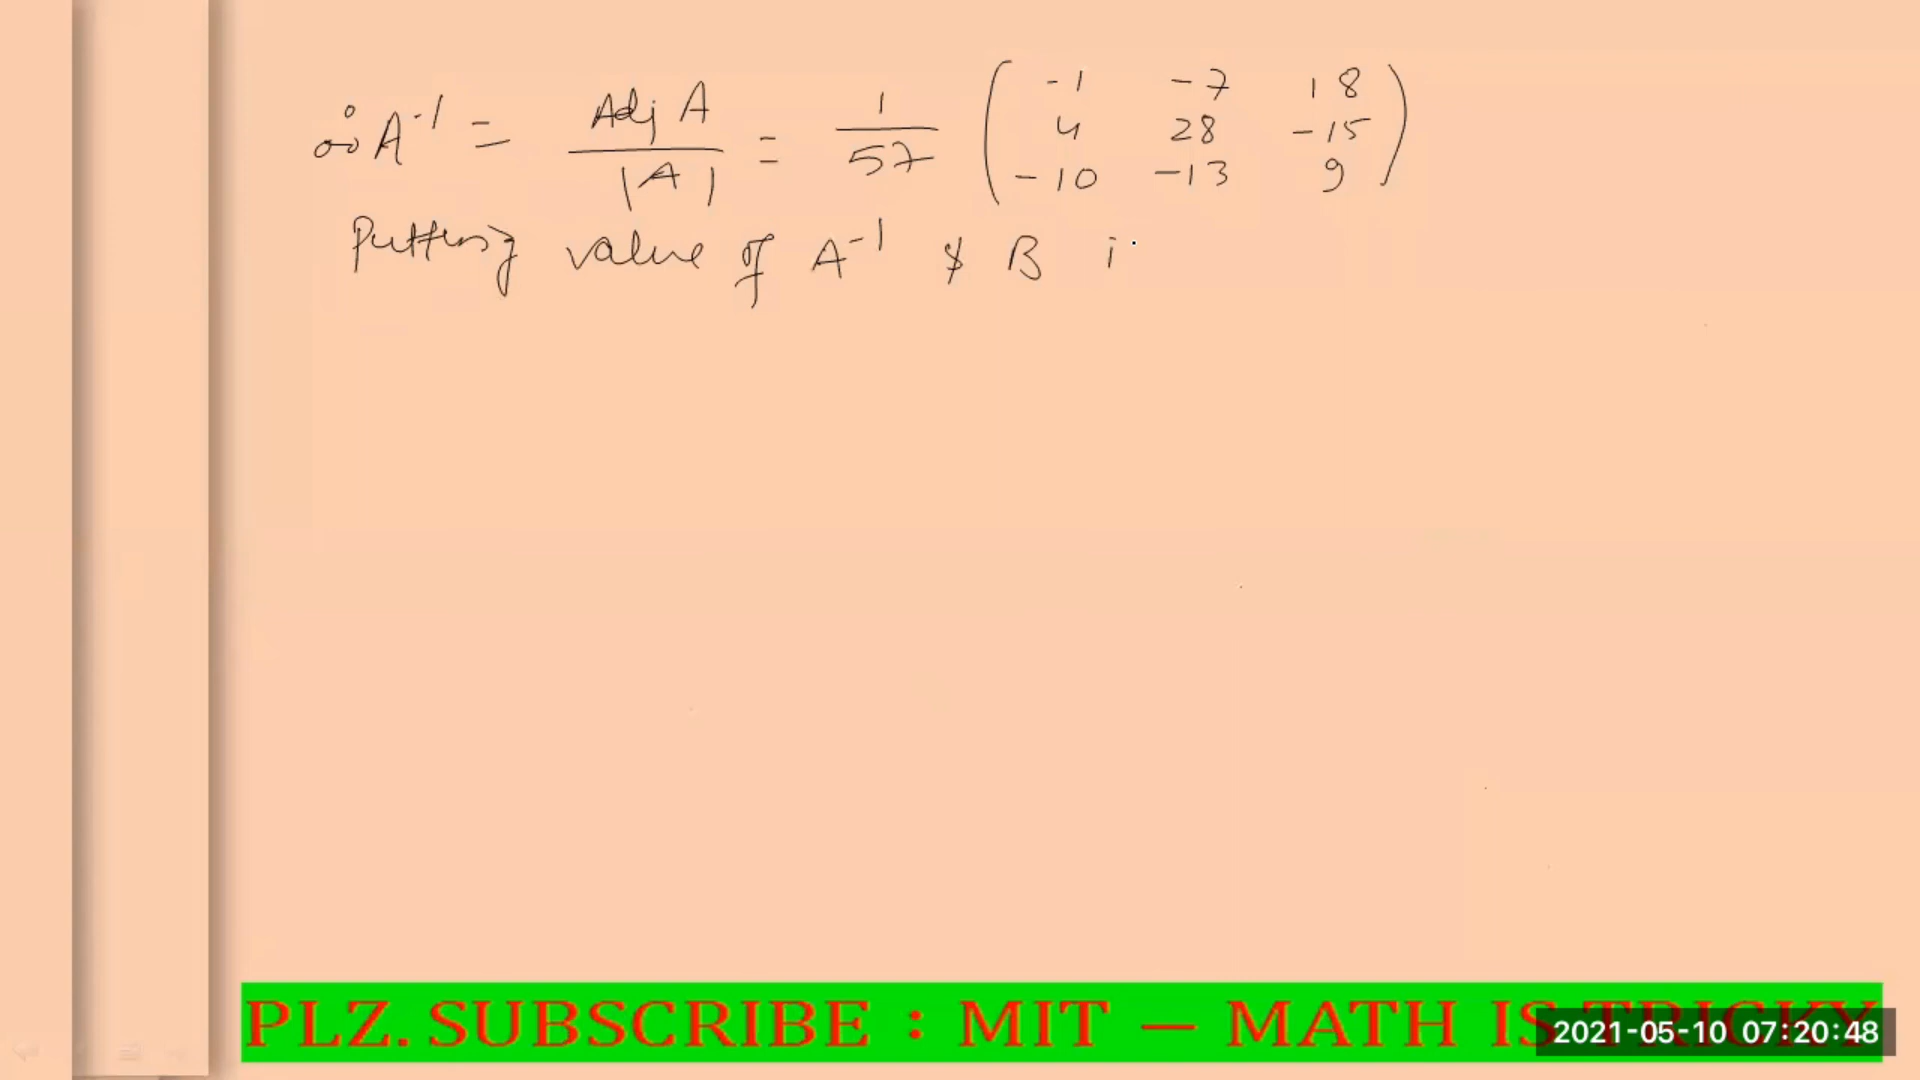 ∴ A⁻¹ = Adj A / |A| = 1/57 ( -1 -7 18
4 28 -15
-10 -13 9 )
Putting value of A⁻¹ & B i
PLZ. SUBSCRIBE : MIT – MATH IS TRICKY
2021-05-10 07:20:48